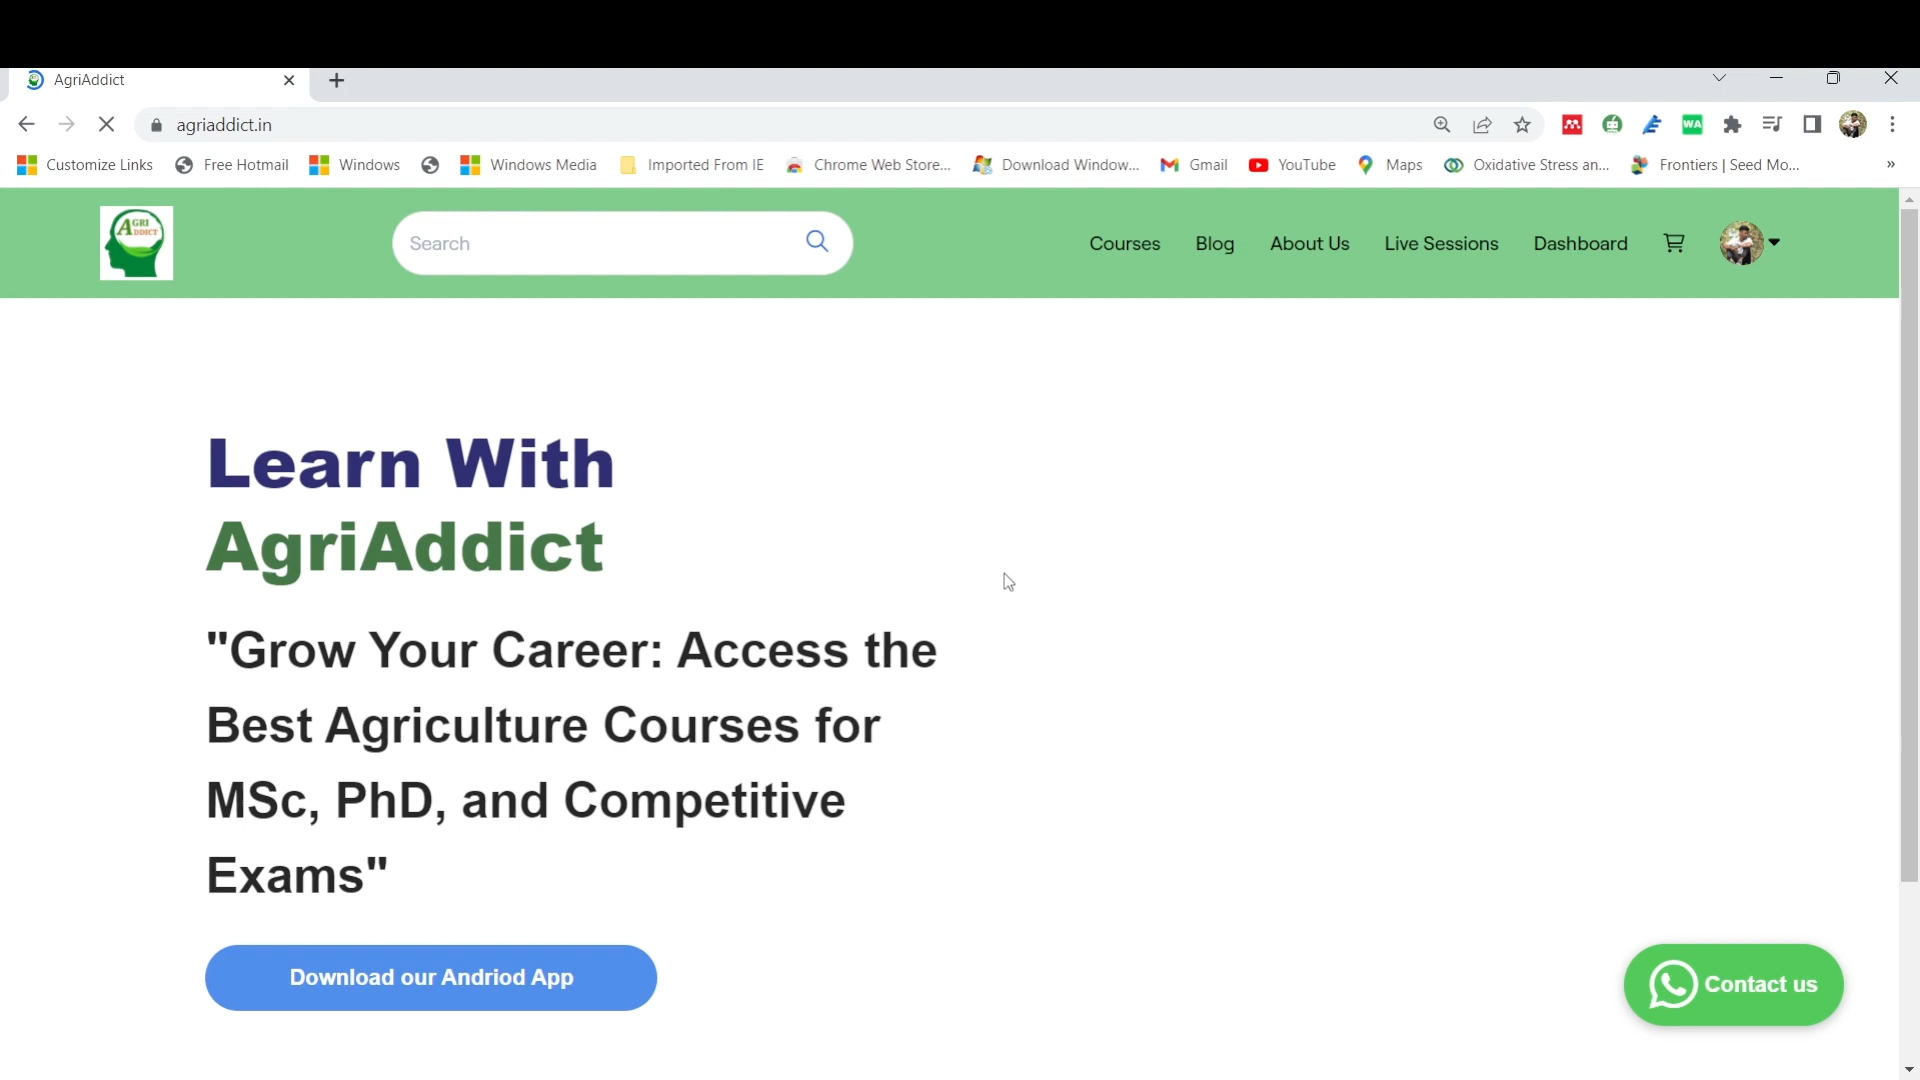 AgriAddict
agriaddict.in
WA
Customize Links Free Hotmail Windows Windows Media Imported From IE Chrome Web Store... Download Window... Gmail YouTube Maps Oxidative Stress an... Frontiers | Seed Mo... »
AGRI
ADDICT
Search
Courses Blog About Us Live Sessions Dashboard
Learn With
AgriAddict
"Grow Your Career: Access the
Best Agriculture Courses for
MSc, PhD, and Competitive
Exams"
Download our Andriod App
Contact us